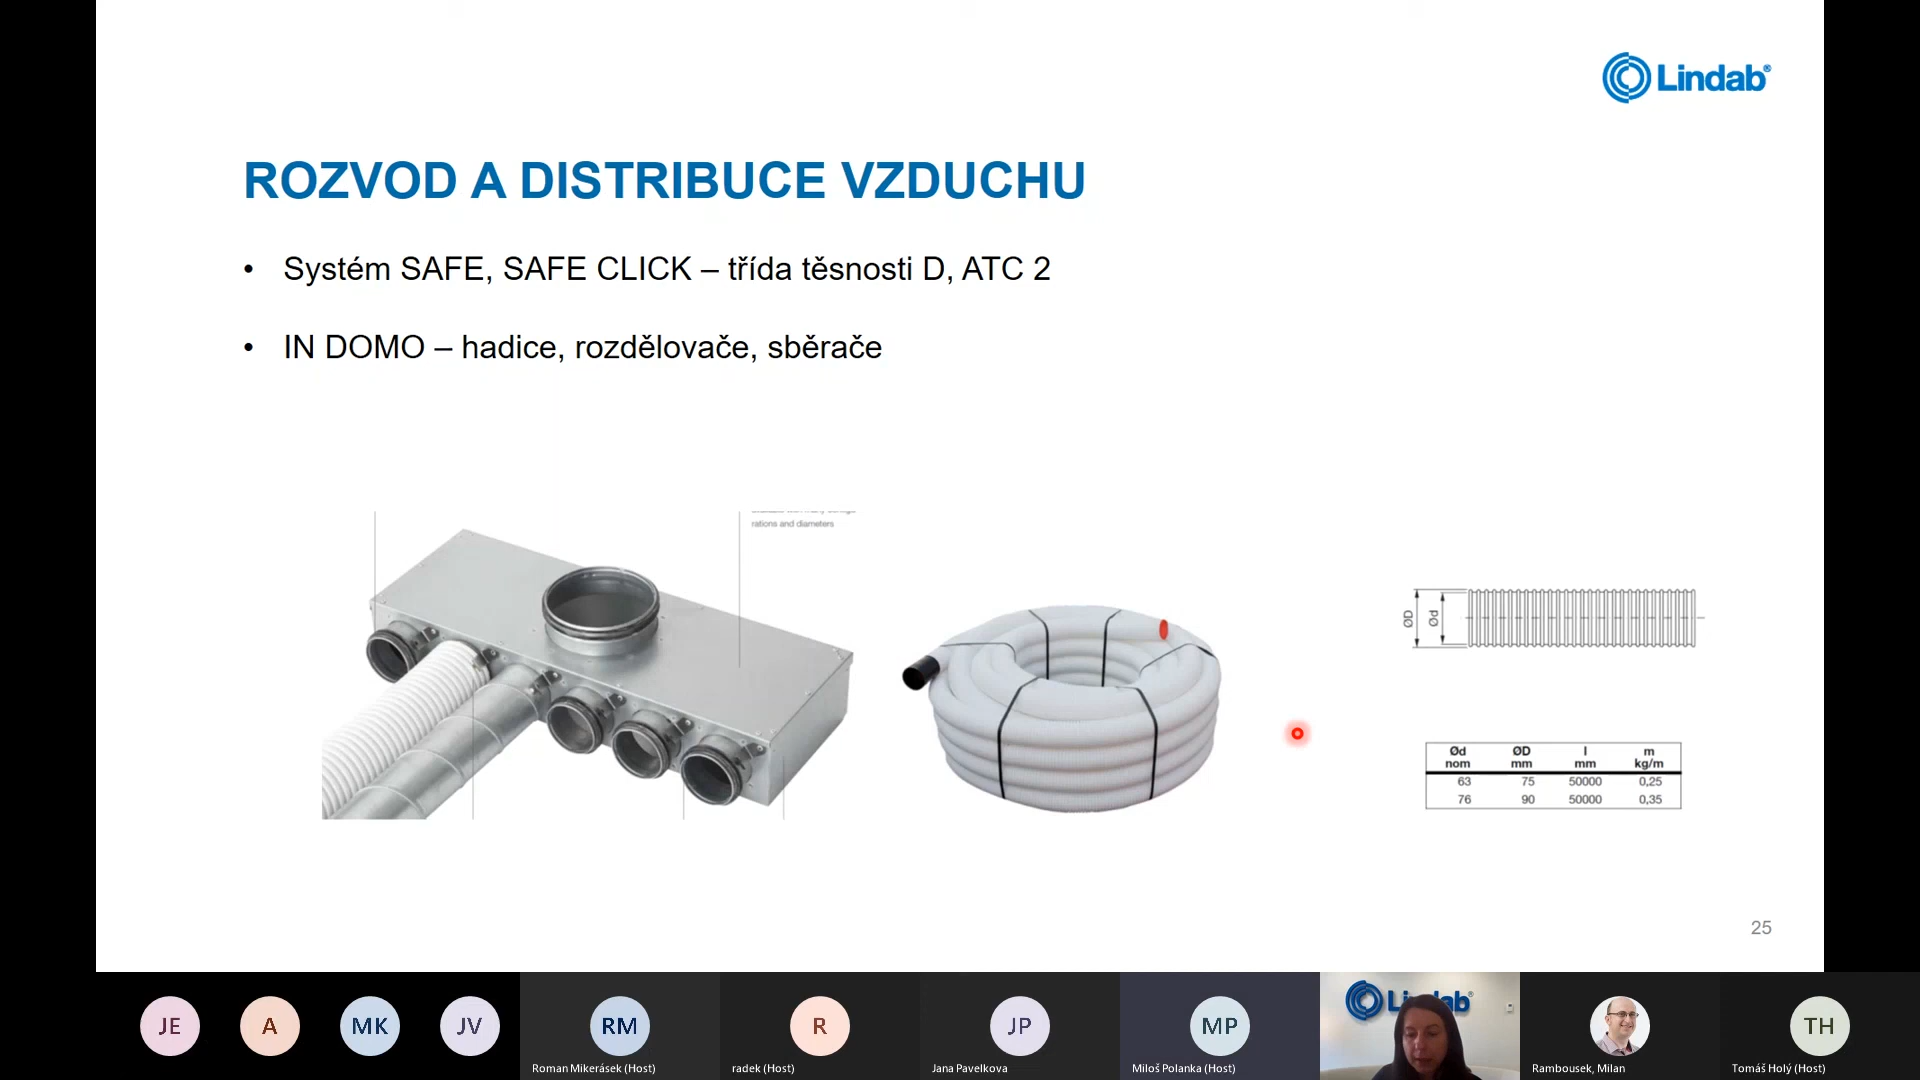 Lindab®
ROZVOD A DISTRIBUCE VZDUCHU
• Systém SAFE, SAFE CLICK – třída těsnosti D, ATC 2
• IN DOMO – hadice, rozdělovače, sběrače
rations and diameters
ØD
Ød
Ød ØD l m
nom mm mm kg/m
63 75 50000 0,25
76 90 50000 0,35
25
JE A MK JV RM R JP MP Lindab® TH
Roman Mikerásek (Host) radek (Host) Jana Pavelkova Miloš Polanka (Host) Rambousek, Milan Tomáš Holý (Host)